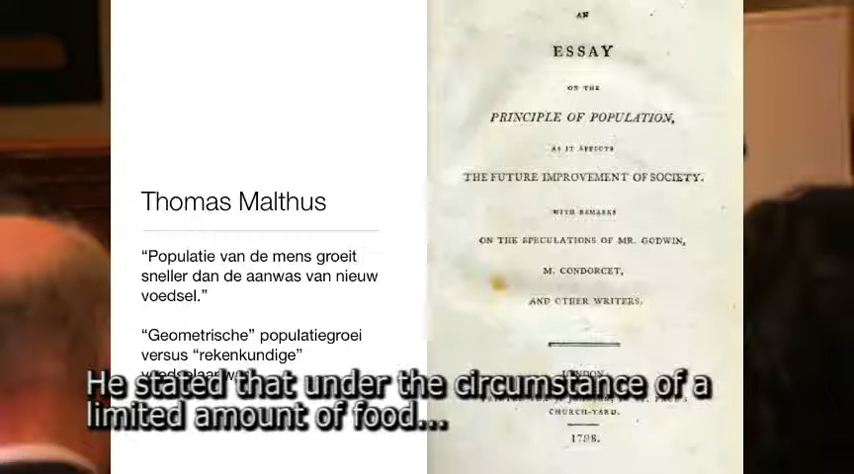 Thomas Malthus
“Populatie van de mens groeit
sneller dan de aanwas van nieuw
voedsel.”
“Geometrische” populatiegroei
versus “rekenkundige”
AN
ESSAY
ON THE
PRINCIPLE OF POPULATION,
AS IT AFFECTS
THE FUTURE IMPROVEMENT OF SOCIETY.
WITH REMARKS
ON THE SPECULATIONS OF MR. GODWIN,
M. CONDORCET,
AND OTHER WRITERS.
LONDON
CHURCH-YARD.
1798.
He stated that under the circumstance of a
limited amount of food...